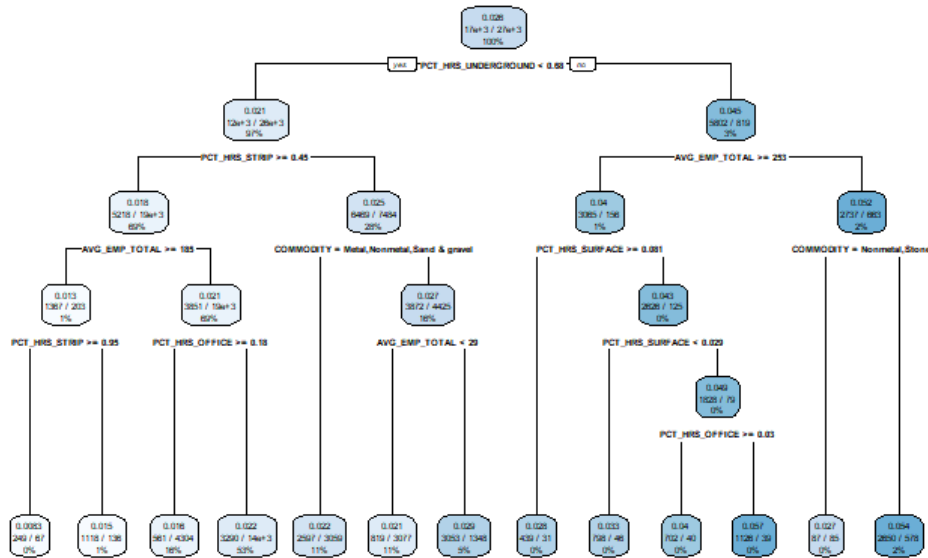 0.026
17e+3 / 27e+3
100%
yes PCT_HRS_UNDERGROUND < 0.68 no
0.021
12e+3 / 26e+3
97%
0.045
5802 / 819
3%
PCT_HRS_STRIP >= 0.45
AVG_EMP_TOTAL >= 253
0.018
5218 / 19e+3
69%
0.025
6469 / 7484
28%
0.04
3065 / 156
1%
0.052
2737 / 663
2%
AVG_EMP_TOTAL >= 185
COMMODITY = Metal,Nonmetal,Sand & gravel
PCT_HRS_SURFACE >= 0.081
COMMODITY = Nonmetal,Stone
0.013
1367 / 203
1%
0.021
3851 / 19e+3
69%
0.027
3872 / 4425
16%
0.043
2626 / 125
0%
PCT_HRS_STRIP >= 0.95
PCT_HRS_OFFICE >= 0.18
AVG_EMP_TOTAL < 29
PCT_HRS_SURFACE < 0.029
0.049
1828 / 79
0%
PCT_HRS_OFFICE >= 0.03
0.0083
249 / 67
0%
0.015
1118 / 136
1%
0.016
561 / 4304
16%
0.022
3290 / 14e+3
53%
0.022
2597 / 3059
11%
0.021
819 / 3077
11%
0.029
3053 / 1348
5%
0.028
439 / 31
0%
0.033
798 / 46
0%
0.04
702 / 40
0%
0.057
1126 / 39
0%
0.027
87 / 85
0%
0.054
2650 / 578
2%